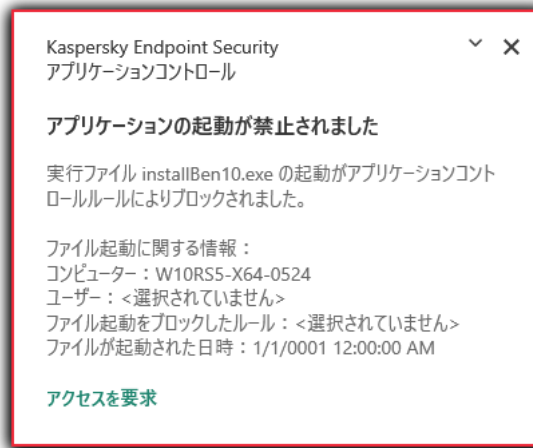 Kaspersky Endpoint Security
アプリケーションコントロール
アプリケーションの起動が禁止されました
実行ファイル installBen10.exe の起動がアプリケーションコント
ロールルールによりブロックされました。
ファイル起動に関する情報：
コンピューター：W10RS5-X64-0524
ユーザー：<選択されていません>
ファイル起動をブロックしたルール：<選択されていません>
ファイルが起動された日時：1/1/0001 12:00:00 AM
アクセスを要求